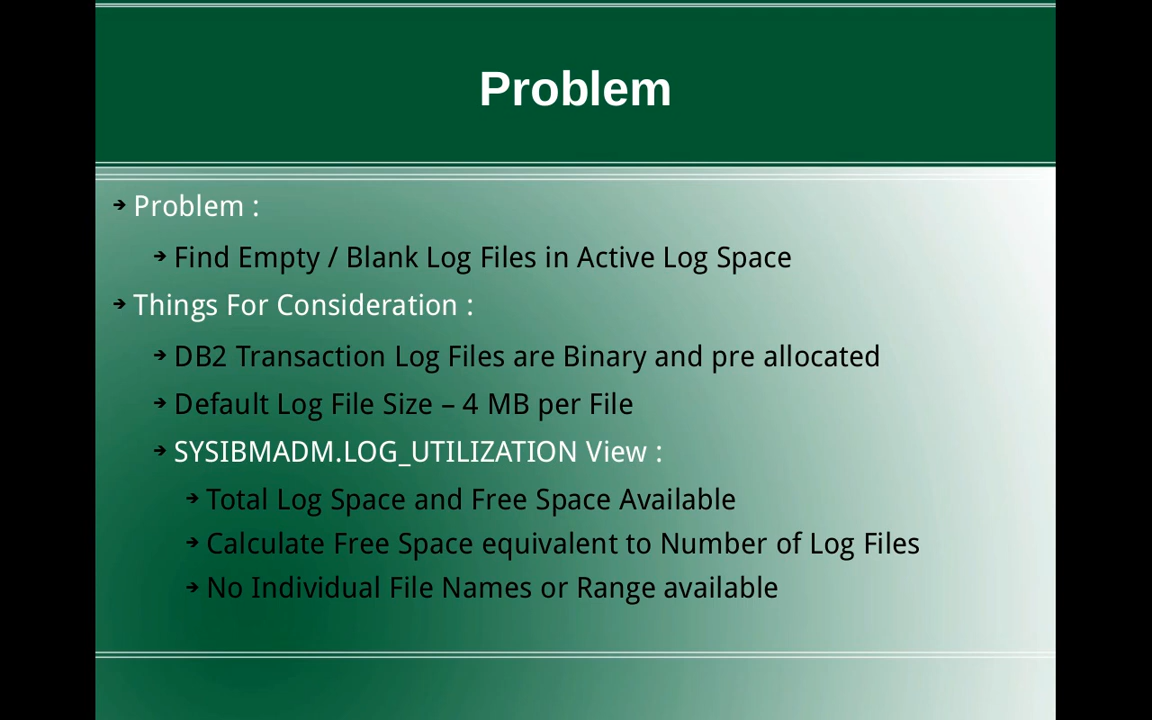 Problem
Problem :
Find Empty / Blank Log Files in Active Log Space
Things For Consideration :
DB2 Transaction Log Files are Binary and pre allocated
Default Log File Size – 4 MB per File
SYSIBMADM.LOG_UTILIZATION View :
Total Log Space and Free Space Available
Calculate Free Space equivalent to Number of Log Files
No Individual File Names or Range available